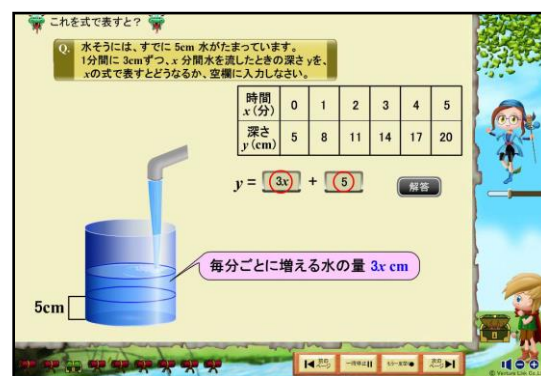 これを式で表すと?
Q. 水そうには、すでに 5cm 水がたまっています。
1分間に 3cmずつ、x 分間水を流したときの深さ yを、
xの式で表すとどうなるか、空欄に入力しなさい。
時間 x(分) 0 1 2 3 4 5
深さ y(cm) 5 8 11 14 17 20
y = 3x + 5
解答
毎分ごとに増える水の量 3x cm
5cm